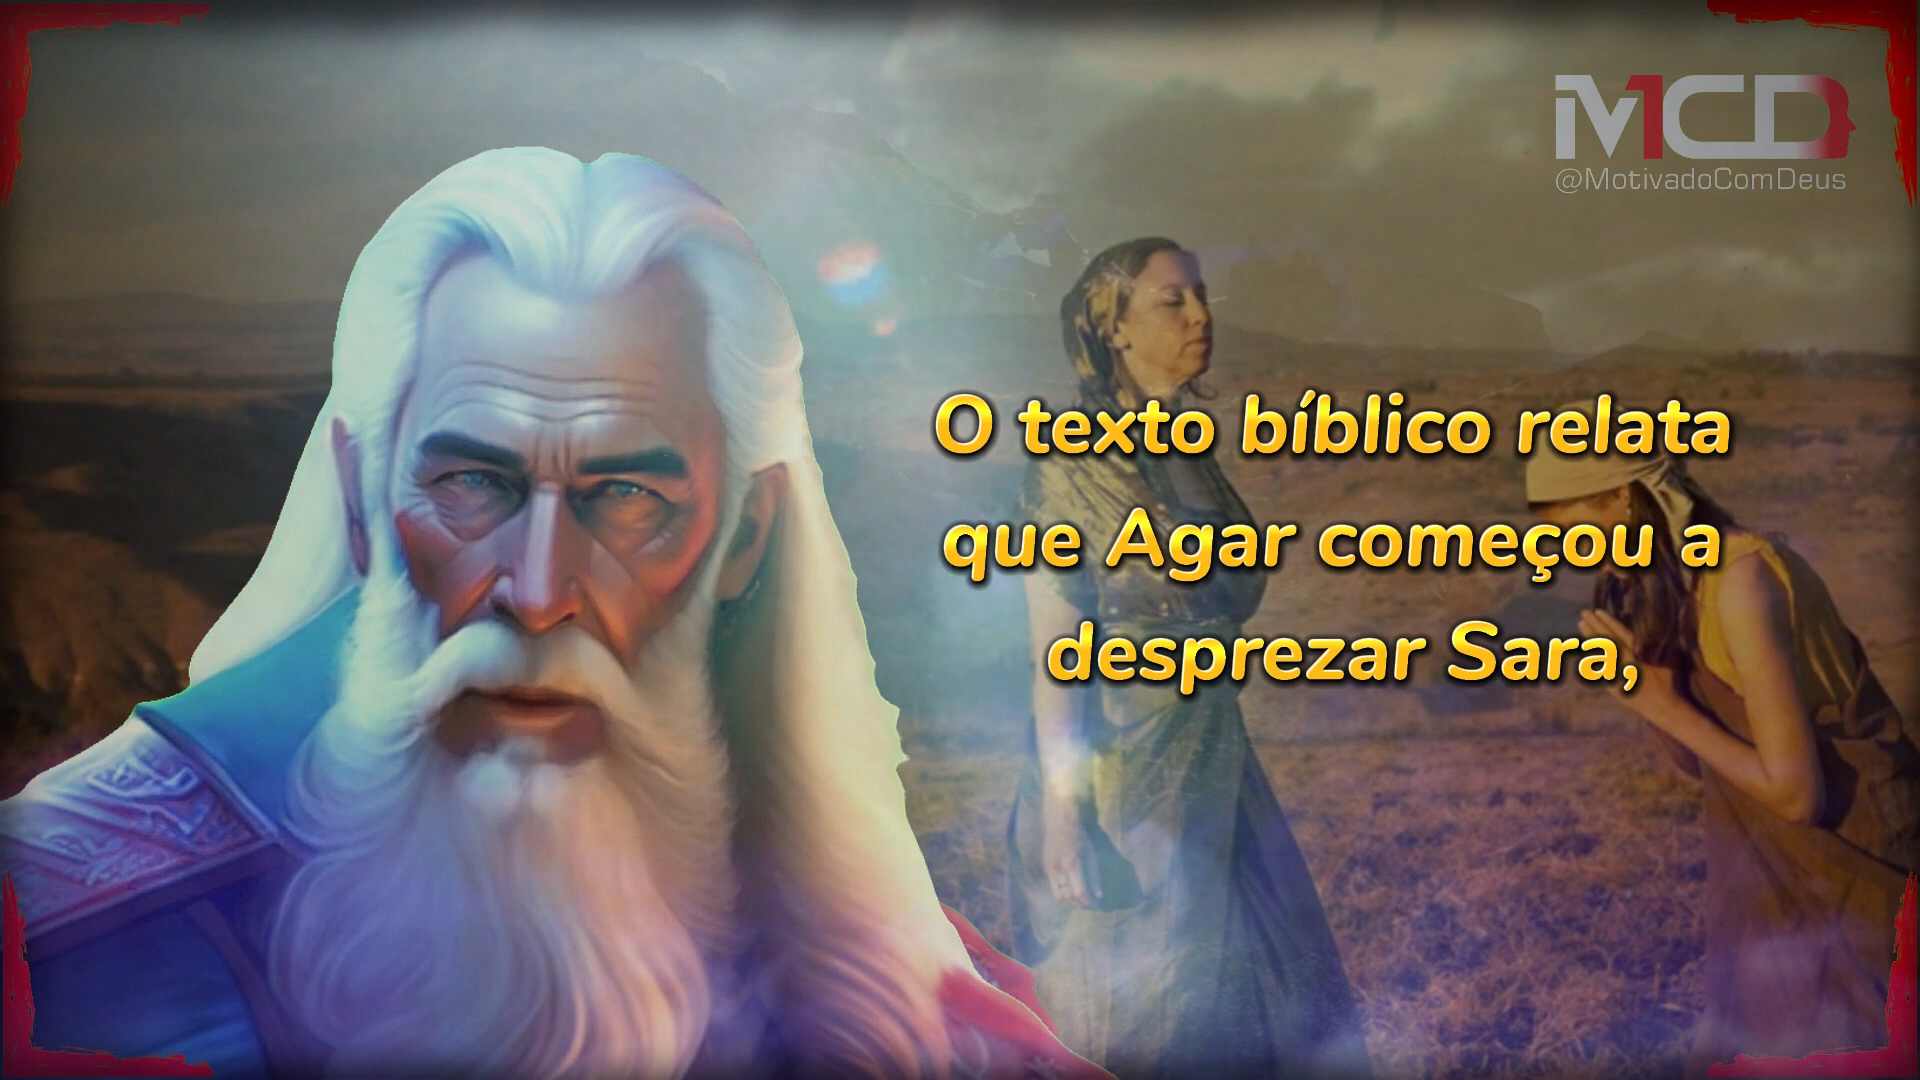 MCD
@MotivadoComDeus
O texto bíblico relata
que Agar começou a
desprezar Sara,